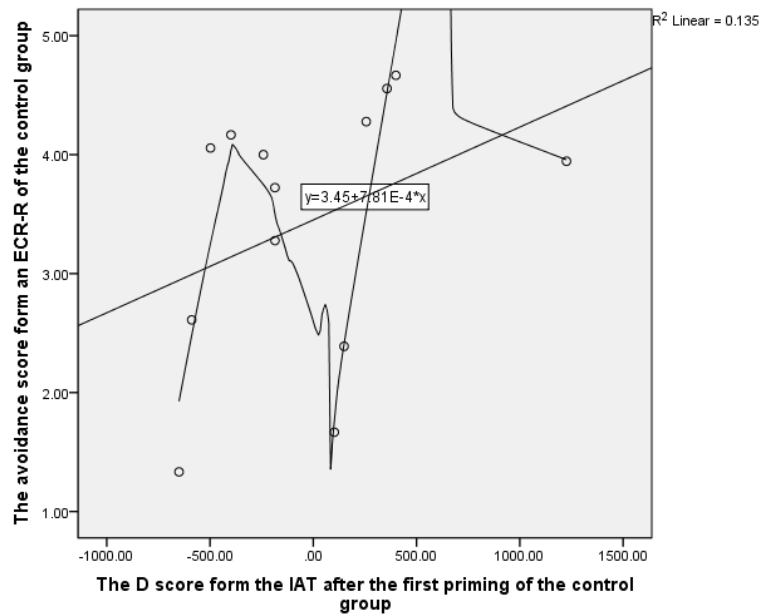 R² Linear = 0.135
The avoidance score form an ECR-R of the control group
5.00
4.00
3.00
2.00
1.00
y=3.45+7.81E-4*x
-1000.00
-500.00
.00
500.00
1000.00
1500.00
The D score form the IAT after the first priming of the control
group